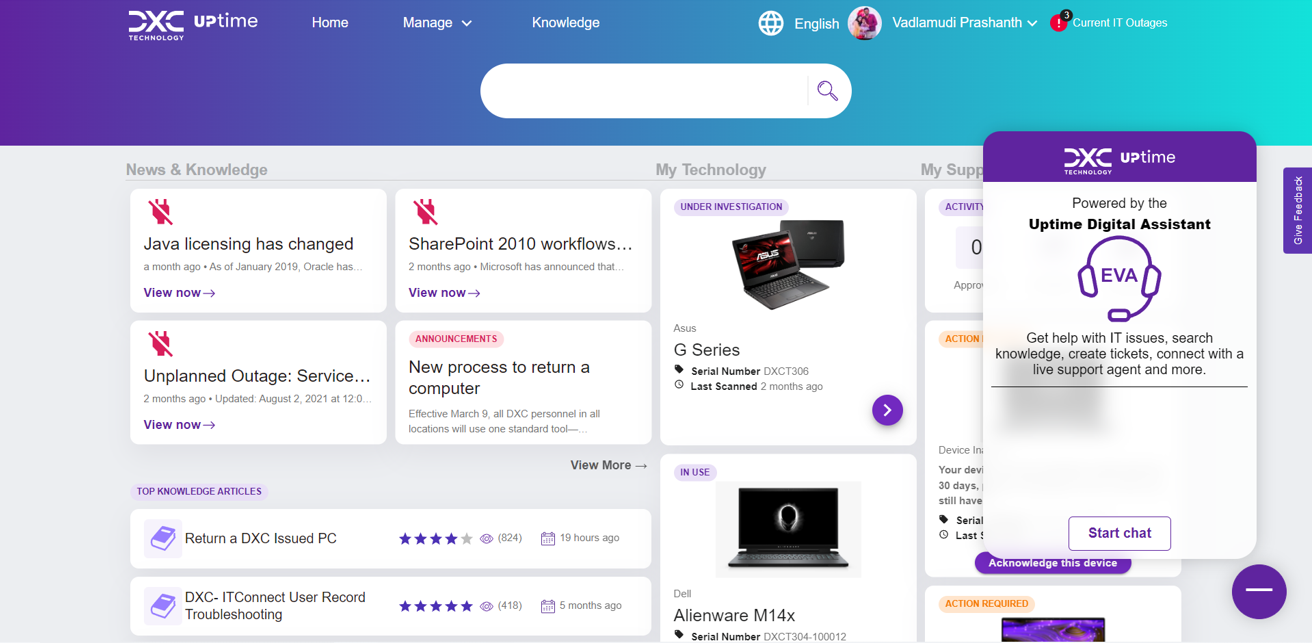 DXC
TECHNOLOGY
UPtime
Home
Manage
Knowledge
English
Vadlamudi Prashanth
3
Current IT Outages
News & Knowledge
Java licensing has changed
a month ago • As of January 2019, Oracle has...
View now→
SharePoint 2010 workflows...
2 months ago • Microsoft has announced that...
View now→
Unplanned Outage: Service...
2 months ago • Updated: August 2, 2021 at 12:0...
View now→
ANNOUNCEMENTS
New process to return a
computer
Effective March 9, all DXC personnel in all
locations will use one standard tool—...
View More →
TOP KNOWLEDGE ARTICLES
Return a DXC Issued PC
(824)
19 hours ago
DXC- ITConnect User Record
Troubleshooting
(418)
5 months ago
My Technology
UNDER INVESTIGATION
ASUS
Asus
G Series
Serial Number DXCT306
Last Scanned 2 months ago
IN USE
Dell
Alienware M14x
Serial Number DXCT304-100012
My Supp
ACTIVITY
0
Approv
ACTION
Device Ina
Your devi
30 days,
still have
Serial
Last S
Acknowledge this device
ACTION REQUIRED
DXC
TECHNOLOGY
UPtime
Powered by the
Uptime Digital Assistant
EVA
Get help with IT issues, search
knowledge, create tickets, connect with a
live support agent and more.
Start chat
Give Feedback